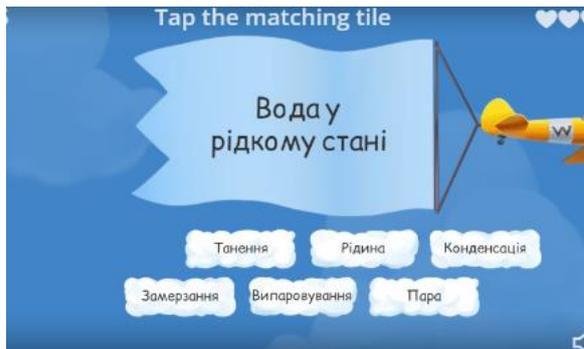 Tap the matching tile
Вода у
рідкому стані
W
Танення Рідина Конденсація
Замерзання Випаровування Пара